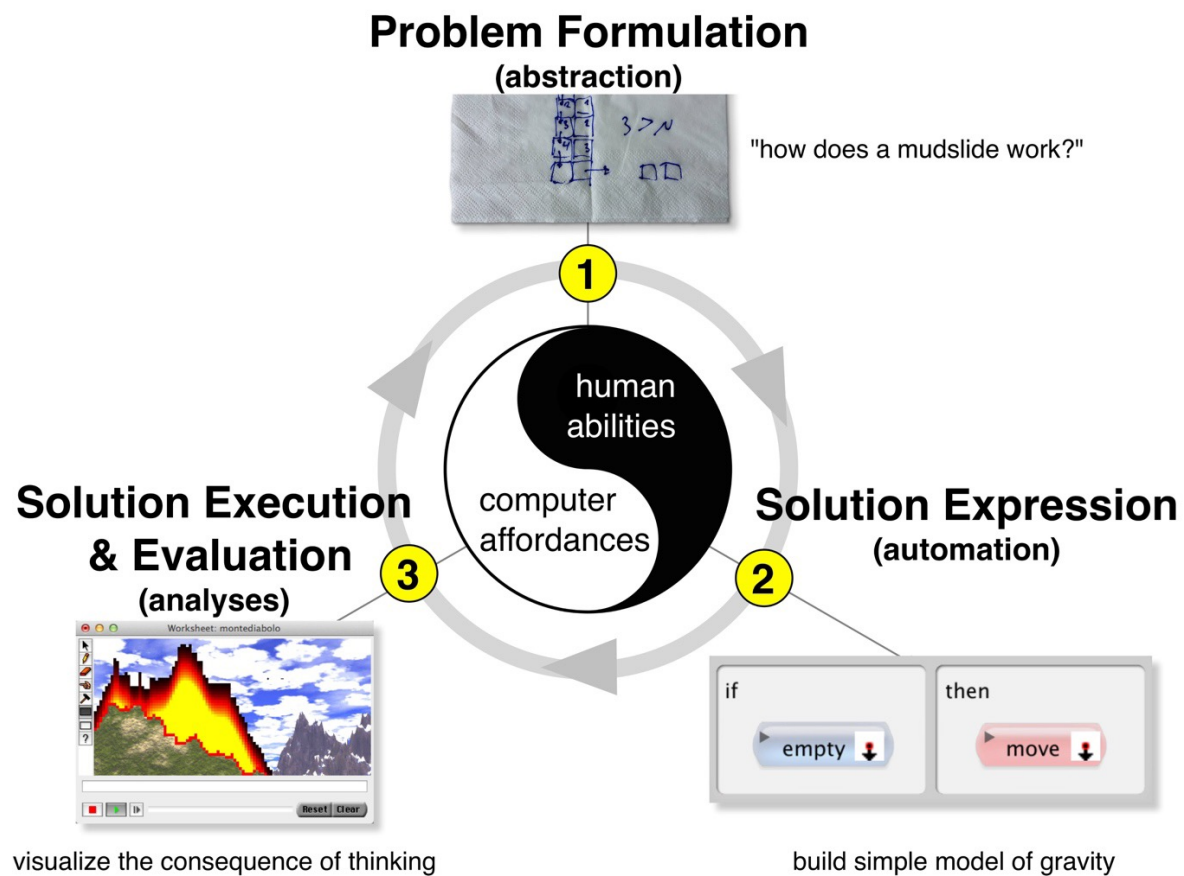 Problem Formulation
(abstraction)
3 > N
"how does a mudslide work?"
1
human
abilities
computer
affordances
Solution Expression
(automation)
2
if
empty
then
move
build simple model of gravity
Solution Execution
& Evaluation
(analyses)
3
Worksheet: montediabolo
?
Reset Clear
visualize the consequence of thinking